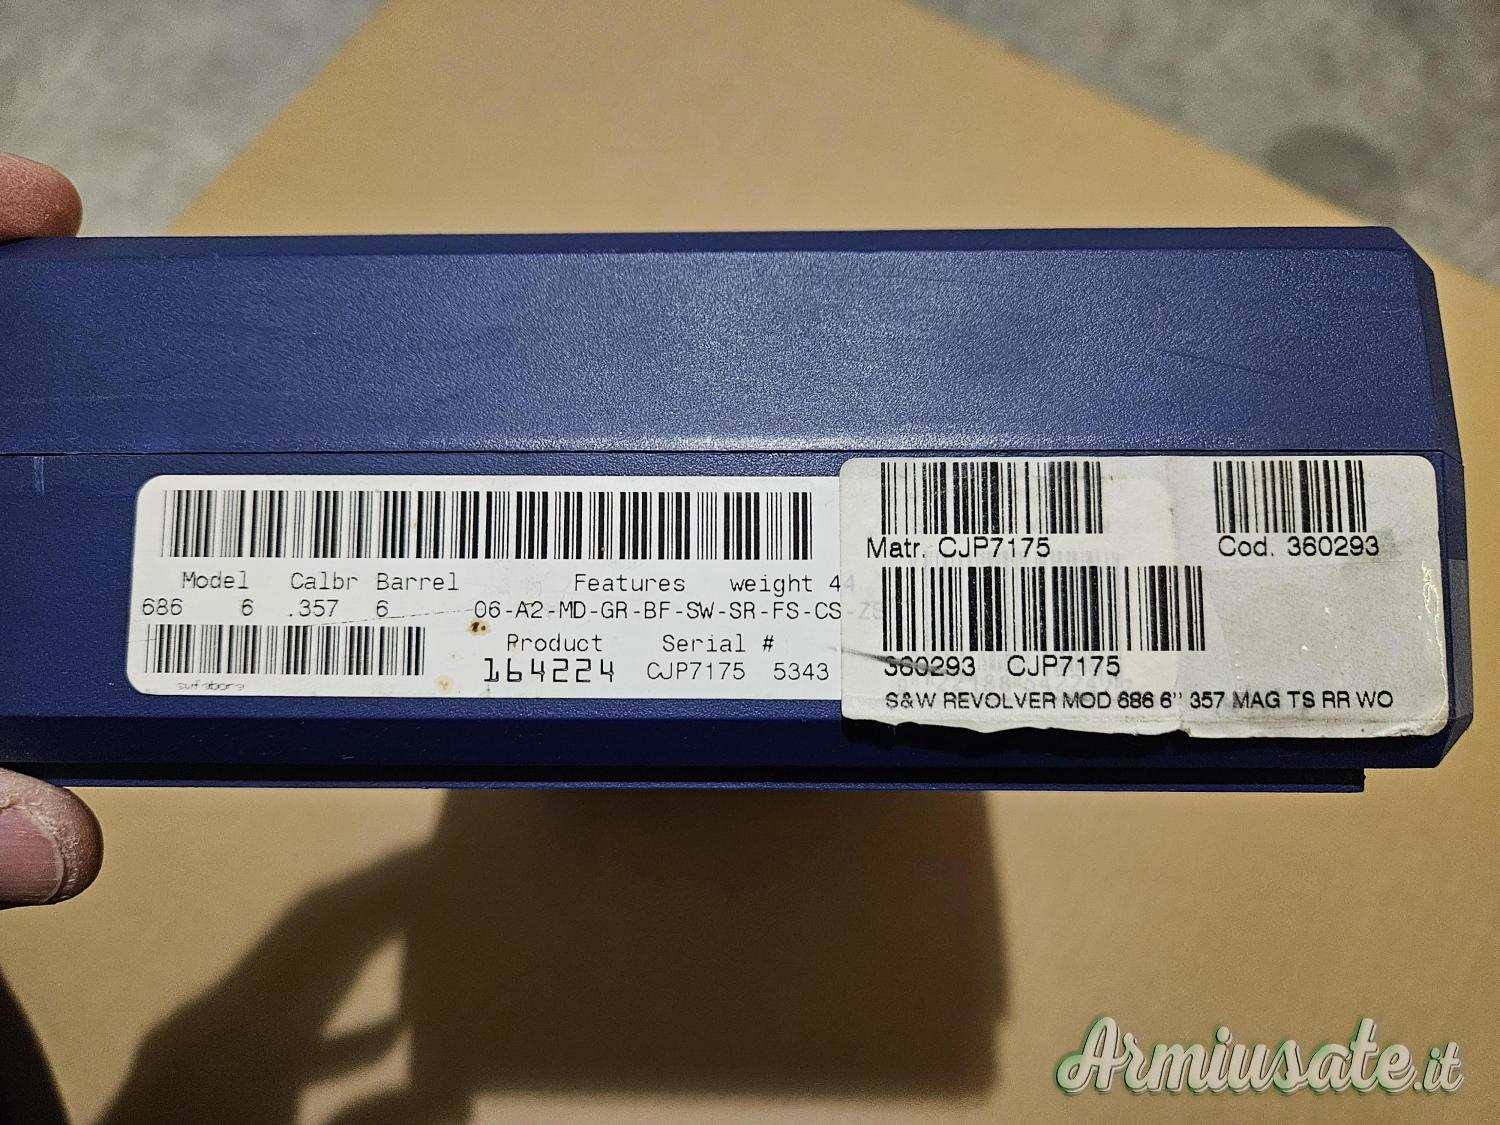 Model Calbr Barrel Features weight 44
686 6 .357 6 06-A2-MD-GR-BF-SW-SR-FS-CS-ZS
Product Serial #
164224 CJP7175 5343
Matr. CJP7175 Cod. 360293
360293 CJP7175
S&W REVOLVER MOD 686 6'' 357 MAG TS RR WO
Armiusate.it